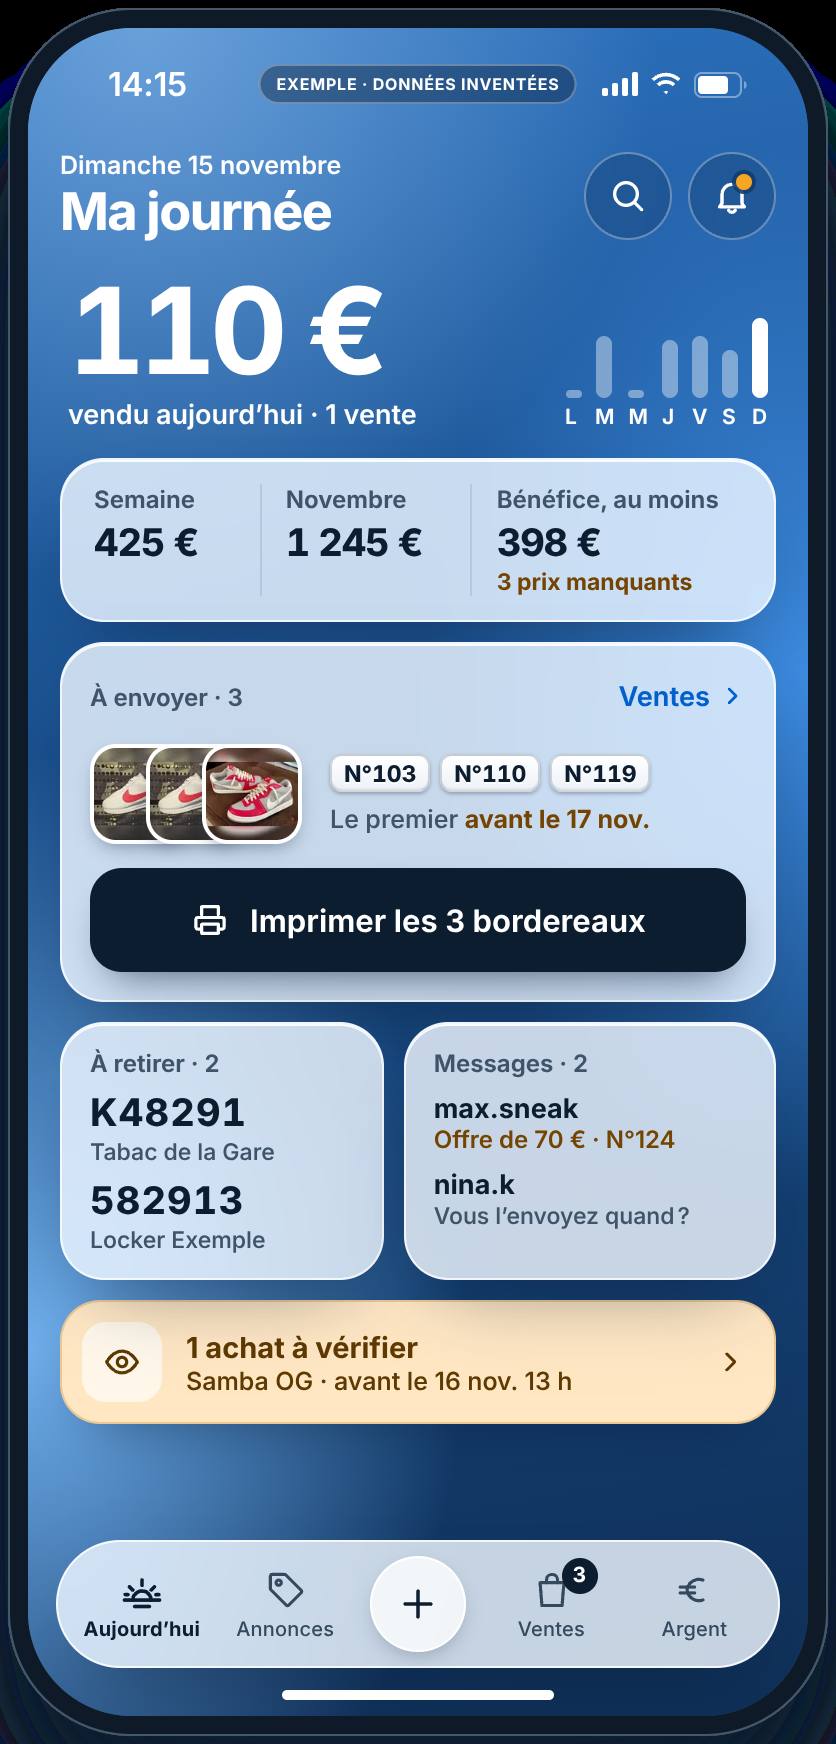 14:15
EXEMPLE · DONNÉES INVENTÉES
Dimanche 15 novembre
Ma journée
110 €
vendu aujourd’hui · 1 vente
L M M J V S D
Semaine
425 €
Novembre
1 245 €
Bénéfice, au moins
398 €
3 prix manquants
À envoyer · 3
Ventes
N°103 N°110 N°119
Le premier avant le 17 nov.
Imprimer les 3 bordereaux
À retirer · 2
K48291
Tabac de la Gare
582913
Locker Exemple
Messages · 2
max.sneak
Offre de 70 € · N°124
nina.k
Vous l’envoyez quand ?
1 achat à vérifier
Samba OG · avant le 16 nov. 13 h
Aujourd’hui
Annonces
3
Ventes
Argent